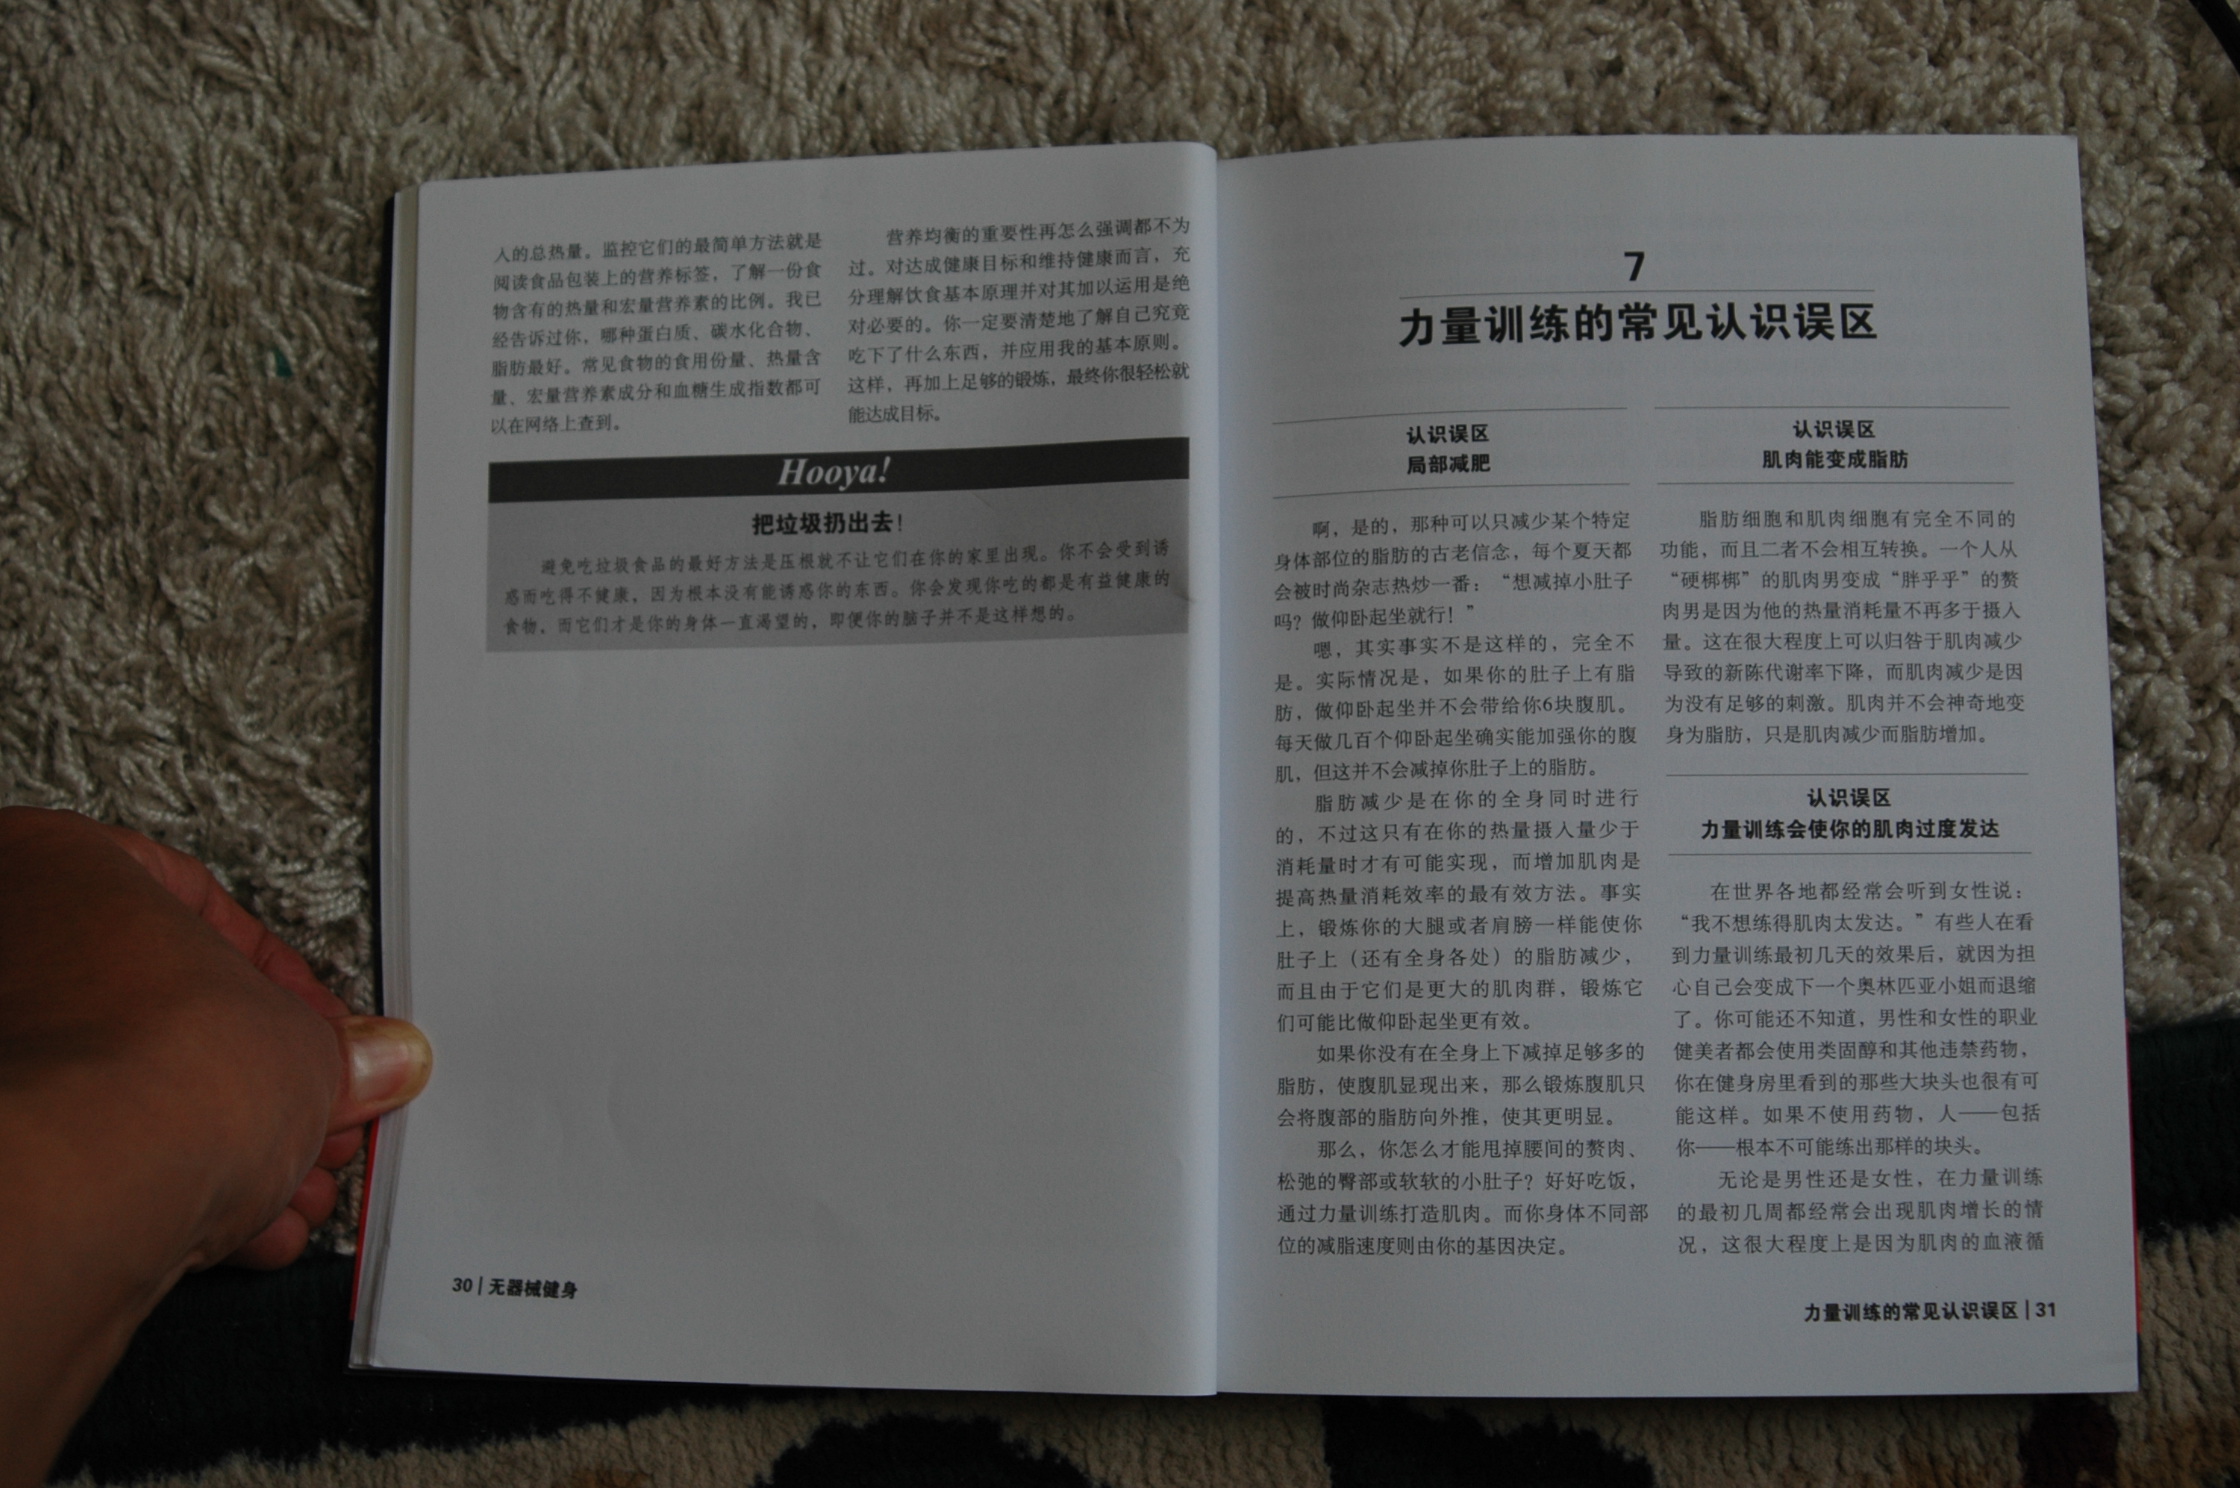 人的总热量。监控它们的最简单方法就是
阅读食品包装上的营养标签，了解一份食
物含有的热量和宏量营养素的比例。我已
经告诉过你，哪种蛋白质、碳水化合物、
脂肪最好。常见食物的食用份量、热量含
量、宏量营养素成分和血糖生成指数都可
以在网络上查到。
营养均衡的重要性再怎么强调都不为
过。对达成健康目标和维持健康而言，充
分理解饮食基本原理并对其加以运用是绝
对必要的。你一定要清楚地了解自己究竟
吃下了什么东西，并应用我的基本原则。
这样，再加上足够的锻炼，最终你很轻松就
能达成目标。
Hooya!
把垃圾扔出去！
避免吃垃圾食品的最好方法是压根就不让它们在你的家里出现。你不会受到诱
惑而吃得不健康，因为根本没有能诱惑你的东西。你会发现你吃的都是有益健康的
食物，而它们才是你的身体一直渴望的，即便你的脑子并不是这样想的。
30 | 无器械健身
7
力量训练的常见认识误区
认识误区
局部减肥
啊，是的，那种可以只减少某个特定
身体部位的脂肪的古老信念，每个夏天都
会被时尚杂志热炒一番：“想减掉小肚子
吗？做仰卧起坐就行！”
嗯，其实事实不是这样的，完全不
是。实际情况是，如果你的肚子上有脂
肪，做仰卧起坐并不会带给你6块腹肌。
每天做几百个仰卧起坐确实能加强你的腹
肌，但这并不会减掉你肚子上的脂肪。
脂肪减少是在你的全身同时进行
的，不过这只有在你的热量摄入量少于
消耗量时才有可能实现，而增加肌肉是
提高热量消耗效率的最有效方法。事实
上，锻炼你的大腿或者肩膀一样能使你
肚子上（还有全身各处）的脂肪减少，
而且由于它们是更大的肌肉群，锻炼它
们可能比做仰卧起坐更有效。
如果你没有在全身上下减掉足够多的
脂肪，使腹肌显现出来，那么锻炼腹肌只
会将腹部的脂肪向外推，使其更明显。
那么，你怎么才能甩掉腰间的赘肉、
松弛的臀部或软软的小肚子？好好吃饭，
通过力量训练打造肌肉。而你身体不同部
位的减脂速度则由你的基因决定。
认识误区
肌肉能变成脂肪
脂肪细胞和肌肉细胞有完全不同的
功能，而且二者不会相互转换。一个人从
“硬梆梆”的肌肉男变成“胖乎乎”的赘
肉男是因为他的热量消耗量不再多于摄入
量。这在很大程度上可以归咎于肌肉减少
导致的新陈代谢率下降，而肌肉减少是因
为没有足够的刺激。肌肉并不会神奇地变
身为脂肪，只是肌肉减少而脂肪增加。
认识误区
力量训练会使你的肌肉过度发达
在世界各地都经常会听到女性说：
“我不想练得肌肉太发达。”有些人在看
到力量训练最初几天的效果后，就因为担
心自己会变成下一个奥林匹亚小姐而退缩
了。你可能还不知道，男性和女性的职业
健美者都会使用类固醇和其他违禁药物，
你在健身房里看到的那些大块头也很有可
能这样。如果不使用药物，人——包括
你——根本不可能练出那样的块头。
无论是男性还是女性，在力量训练
的最初几周都经常会出现肌肉增长的情
况，这很大程度上是因为肌肉的血液循
力量训练的常见认识误区 | 31